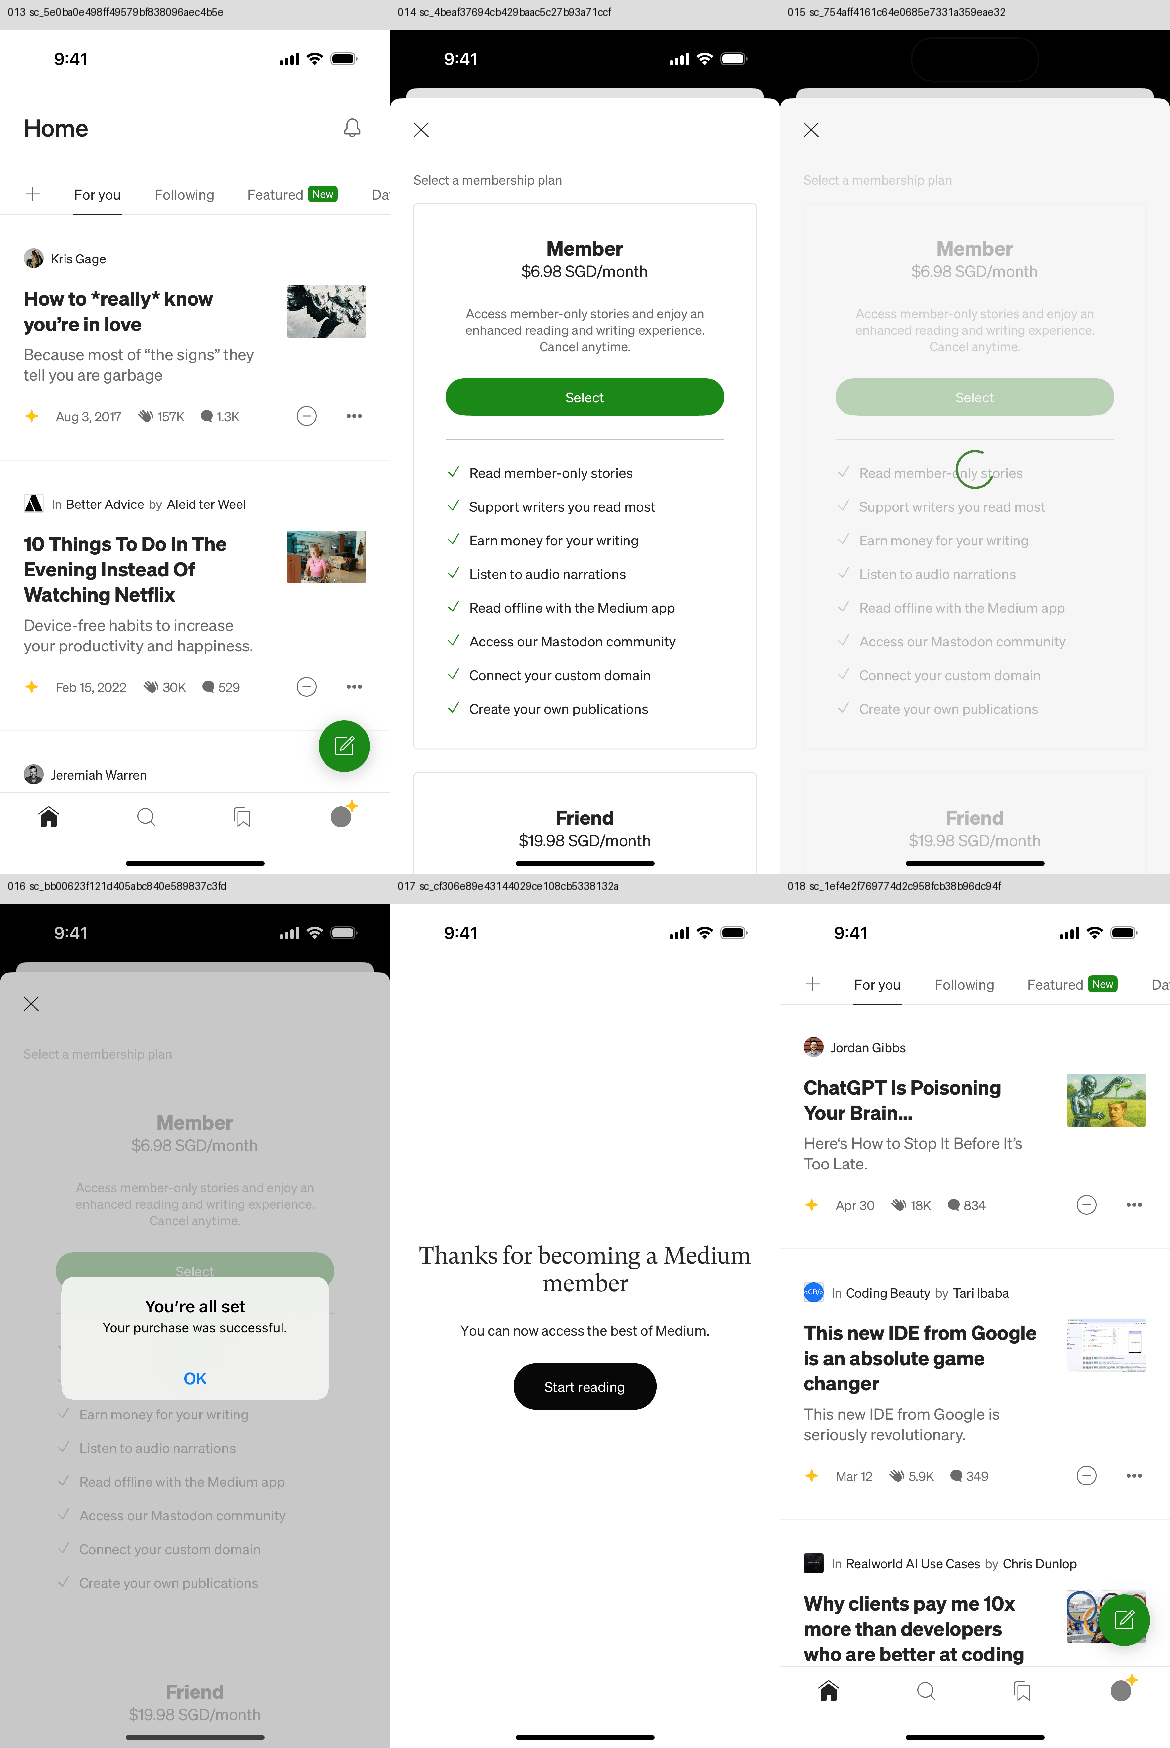 013 sc_5e0ba0e498ff49579bf838096aec4b5e
9:41
Home
For you
Following
Featured
New
Da
Kris Gage
How to *really* know
you're in love
Because most of “the signs” they
tell you are garbage
Aug 3, 2017
157K
1.3K
In Better Advice by Aleid ter Weel
10 Things To Do In The
Evening Instead Of
Watching Netflix
Device-free habits to increase
your productivity and happiness.
Feb 15, 2022
30K
529
Jeremiah Warren
014 sc_4beaf37694cb429baac5c27b93a71ccf
9:41
Select a membership plan
Member
$6.98 SGD/month
Access member-only stories and enjoy an
enhanced reading and writing experience.
Cancel anytime.
Select
Read member-only stories
Support writers you read most
Earn money for your writing
Listen to audio narrations
Read offline with the Medium app
Access our Mastodon community
Connect your custom domain
Create your own publications
Friend
$19.98 SGD/month
015 sc_754aff4161c64e0685e7331a359eae32
Select a membership plan
Member
$6.98 SGD/month
Access member-only stories and enjoy an
enhanced reading and writing experience.
Cancel anytime.
Select
Read member-only stories
Support writers you read most
Earn money for your writing
Listen to audio narrations
Read offline with the Medium app
Access our Mastodon community
Connect your custom domain
Create your own publications
Friend
$19.98 SGD/month
016 sc_bb00623f121d405abc840e589837c3fd
9:41
Select a membership plan
Member
$6.98 SGD/month
Access member-only stories and enjoy an
enhanced reading and writing experience.
Cancel anytime.
Select
You're all set
Your purchase was successful.
OK
Earn money for your writing
Listen to audio narrations
Read offline with the Medium app
Access our Mastodon community
Connect your custom domain
Create your own publications
Friend
$19.98 SGD/month
017 sc_cf306e89e43144029ce108cb5338132a
9:41
Thanks for becoming a Medium
member
You can now access the best of Medium.
Start reading
018 sc_1ef4e2f769774d2c958fcb38b96dc94f
9:41
For you
Following
Featured
New
Da
Jordan Gibbs
ChatGPT Is Poisoning
Your Brain...
Here's How to Stop It Before It's
Too Late.
Apr 30
18K
834
In Coding Beauty by Tari Ibaba
This new IDE from Google
is an absolute game
changer
This new IDE from Google is
seriously revolutionary.
Mar 12
5.9K
349
In Realworld AI Use Cases by Chris Dunlop
Why clients pay me 10x
more than developers
who are better at coding